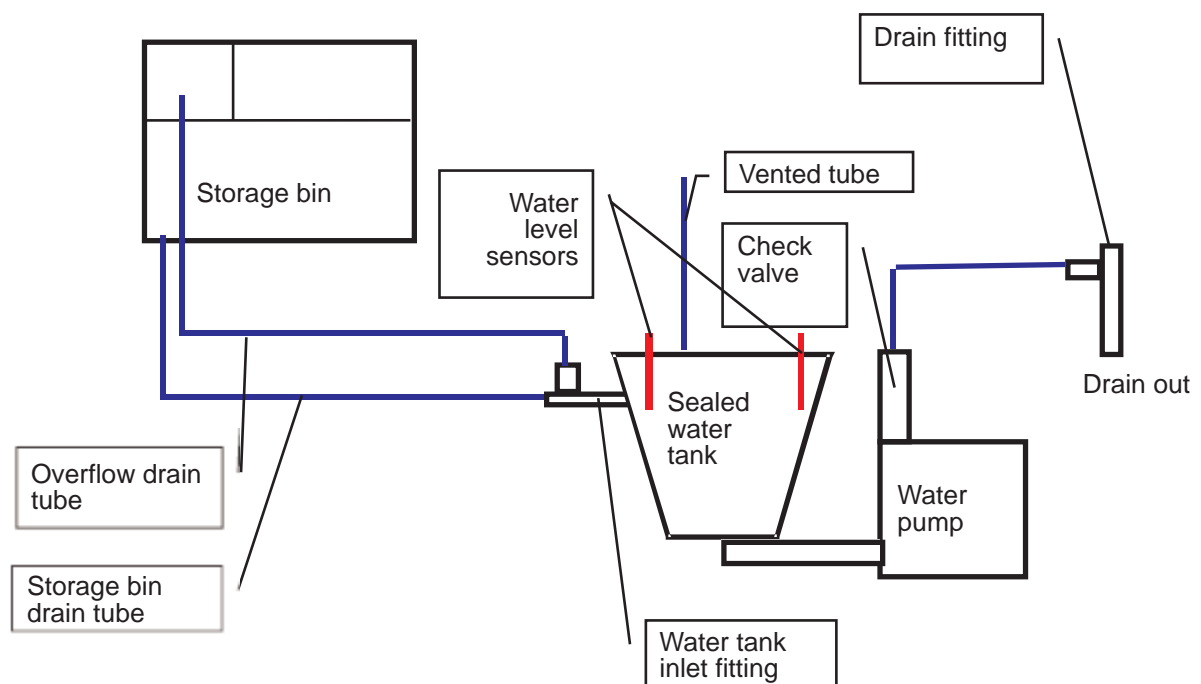 Drain fitting
Storage bin
Water
level
sensors
Vented tube
Check
valve
Drain out
Sealed
water
tank
Overflow drain
tube
Water
pump
Storage bin
drain tube
Water tank
inlet fitting